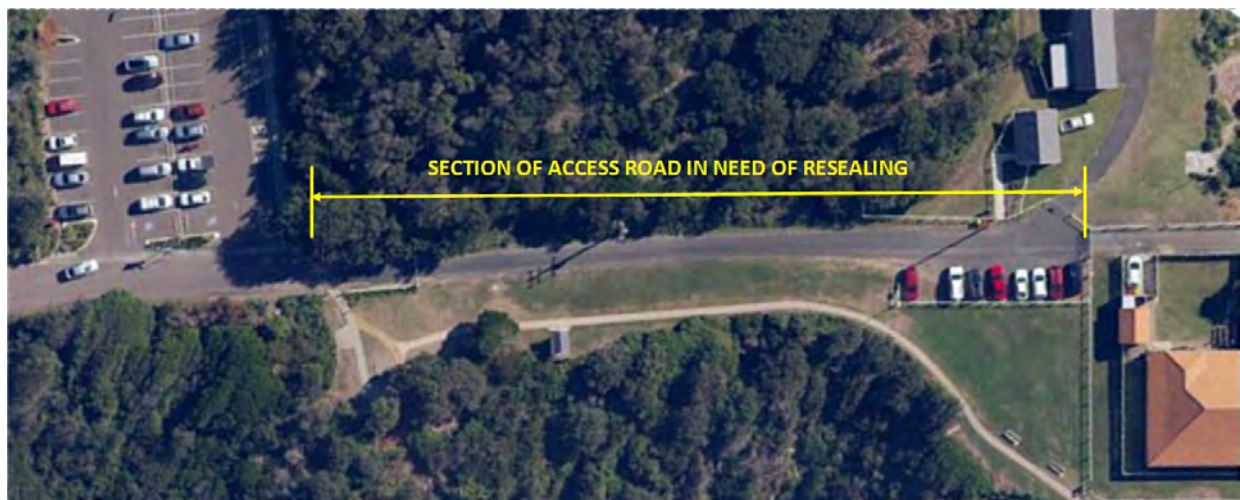 SECTION OF ACCESS ROAD IN NEED OF RESEALING